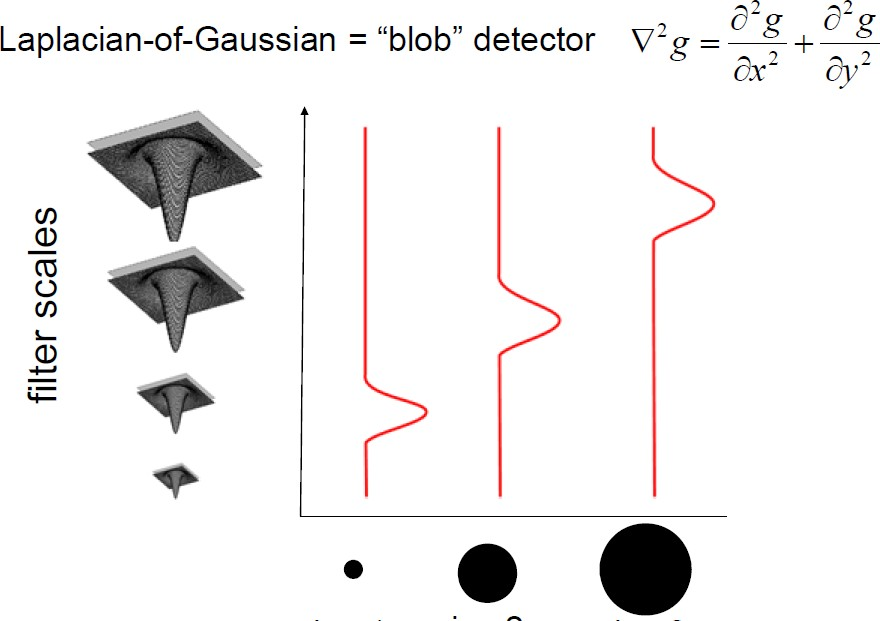 Laplacian-of-Gaussian = “blob” detector
∇²g = ∂²g/∂x² + ∂²g/∂y²
filter scales